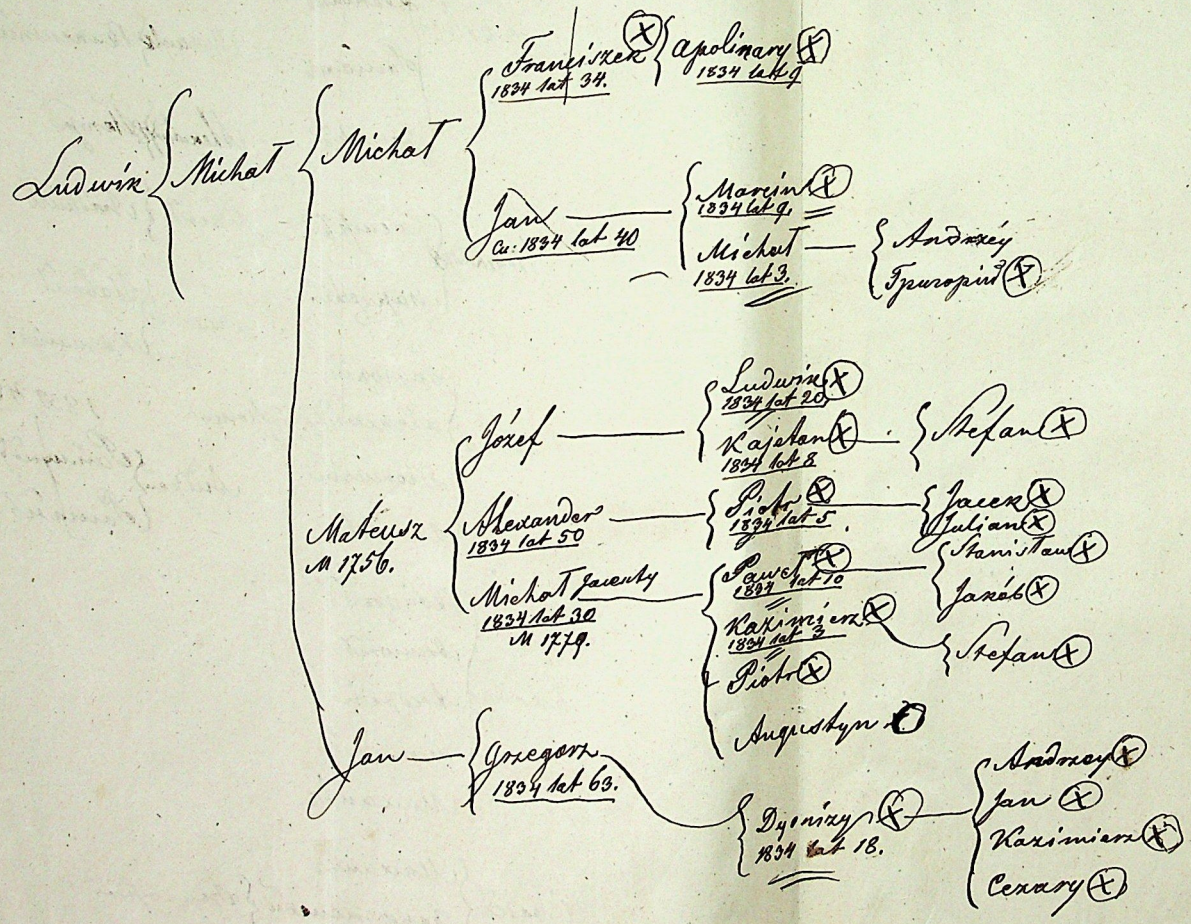 Ludwik
Michał
Michał
Franciszek X
1834 lat 34.
Apolinary X
1834 lat 9
Jan
Cu: 1834 lat 40
Marcin X
1834 lat 9.
Michał
1834 lat 3.
Andrzéy
X
Mateusz
M 1756.
Józef
Ludwik X
1834 lat 20
Kajetan X
1834 lat 8
Stefan X
Alexander
1834 lat 50
Piotr X
1834 lat 5
Jacek X
Julian X
Michał Jacenty
1834 lat 30
M 1779.
Paweł X
1834 lat 10
Stanisław X
Jakób X
Kazimierz X
1834 lat 3
Stefan X
Piotr X
Augustyn
Jan
Grzegorz
1834 lat 63.
Dyonizy X
1834 lat 18.
Andrzey X
Jan X
Kazimierz X
Cezary X